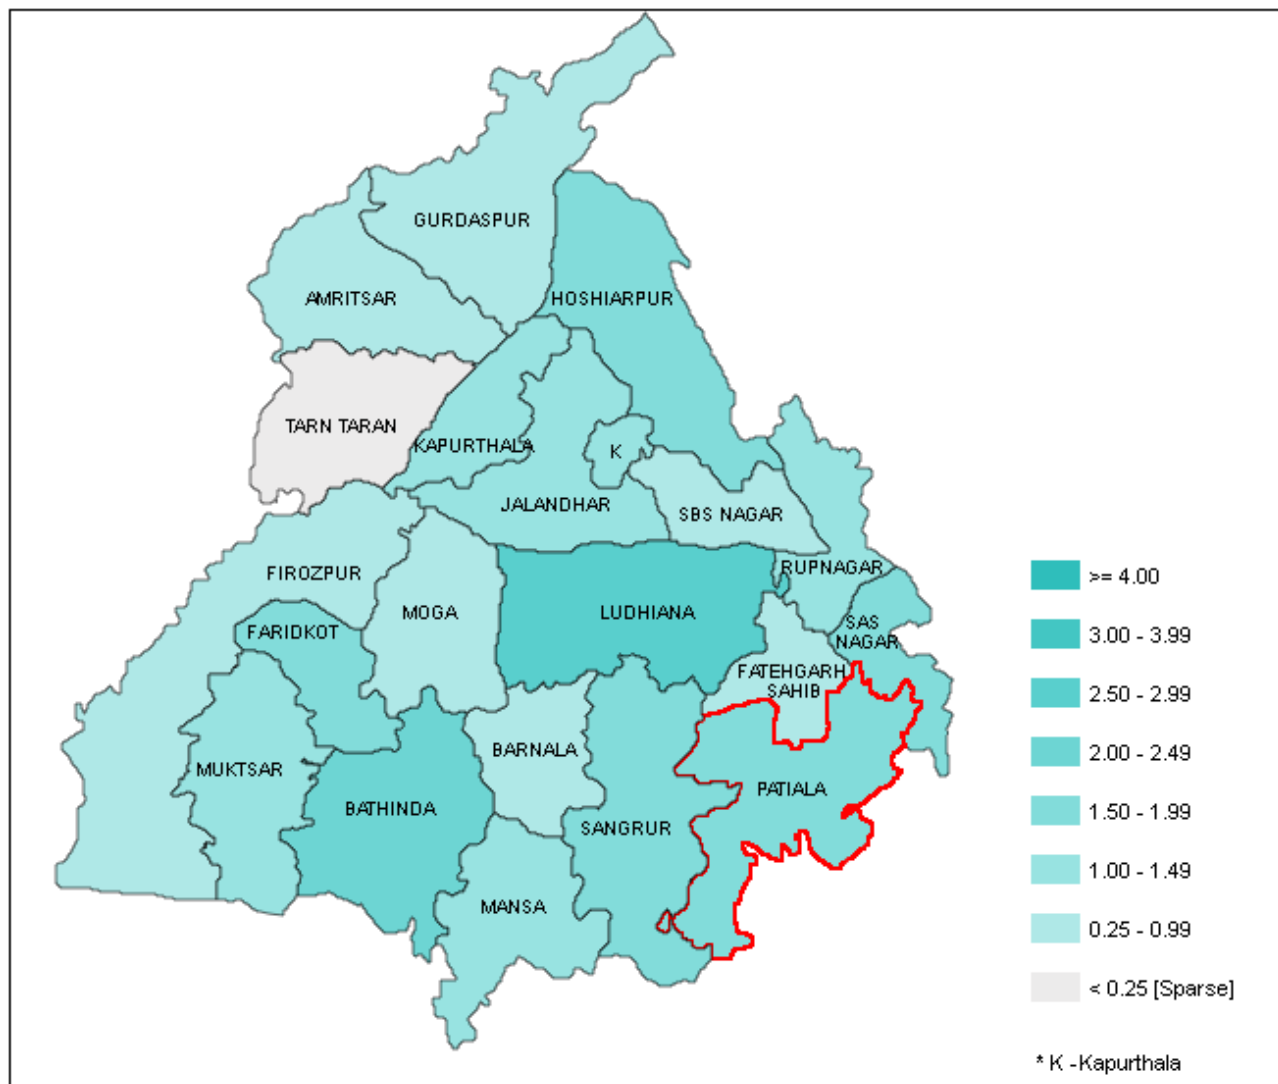 GURDASPUR
AMRITSAR
HOSHIARPUR
TARN TARAN
KAPURTHALA
K
JALANDHAR
SBS NAGAR
FIROZPUR
RUPNAGAR
MOGA
LUDHIANA
FARIDKOT
SAS
NAGAR
FATEHGARH
SAHIB
BARNALA
MUKTSAR
PATIALA
BATHINDA
SANGRUR
MANSA
>= 4.00
3.00 - 3.99
2.50 - 2.99
2.00 - 2.49
1.50 - 1.99
1.00 - 1.49
0.25 - 0.99
< 0.25 [Sparse]
* K -Kapurthala